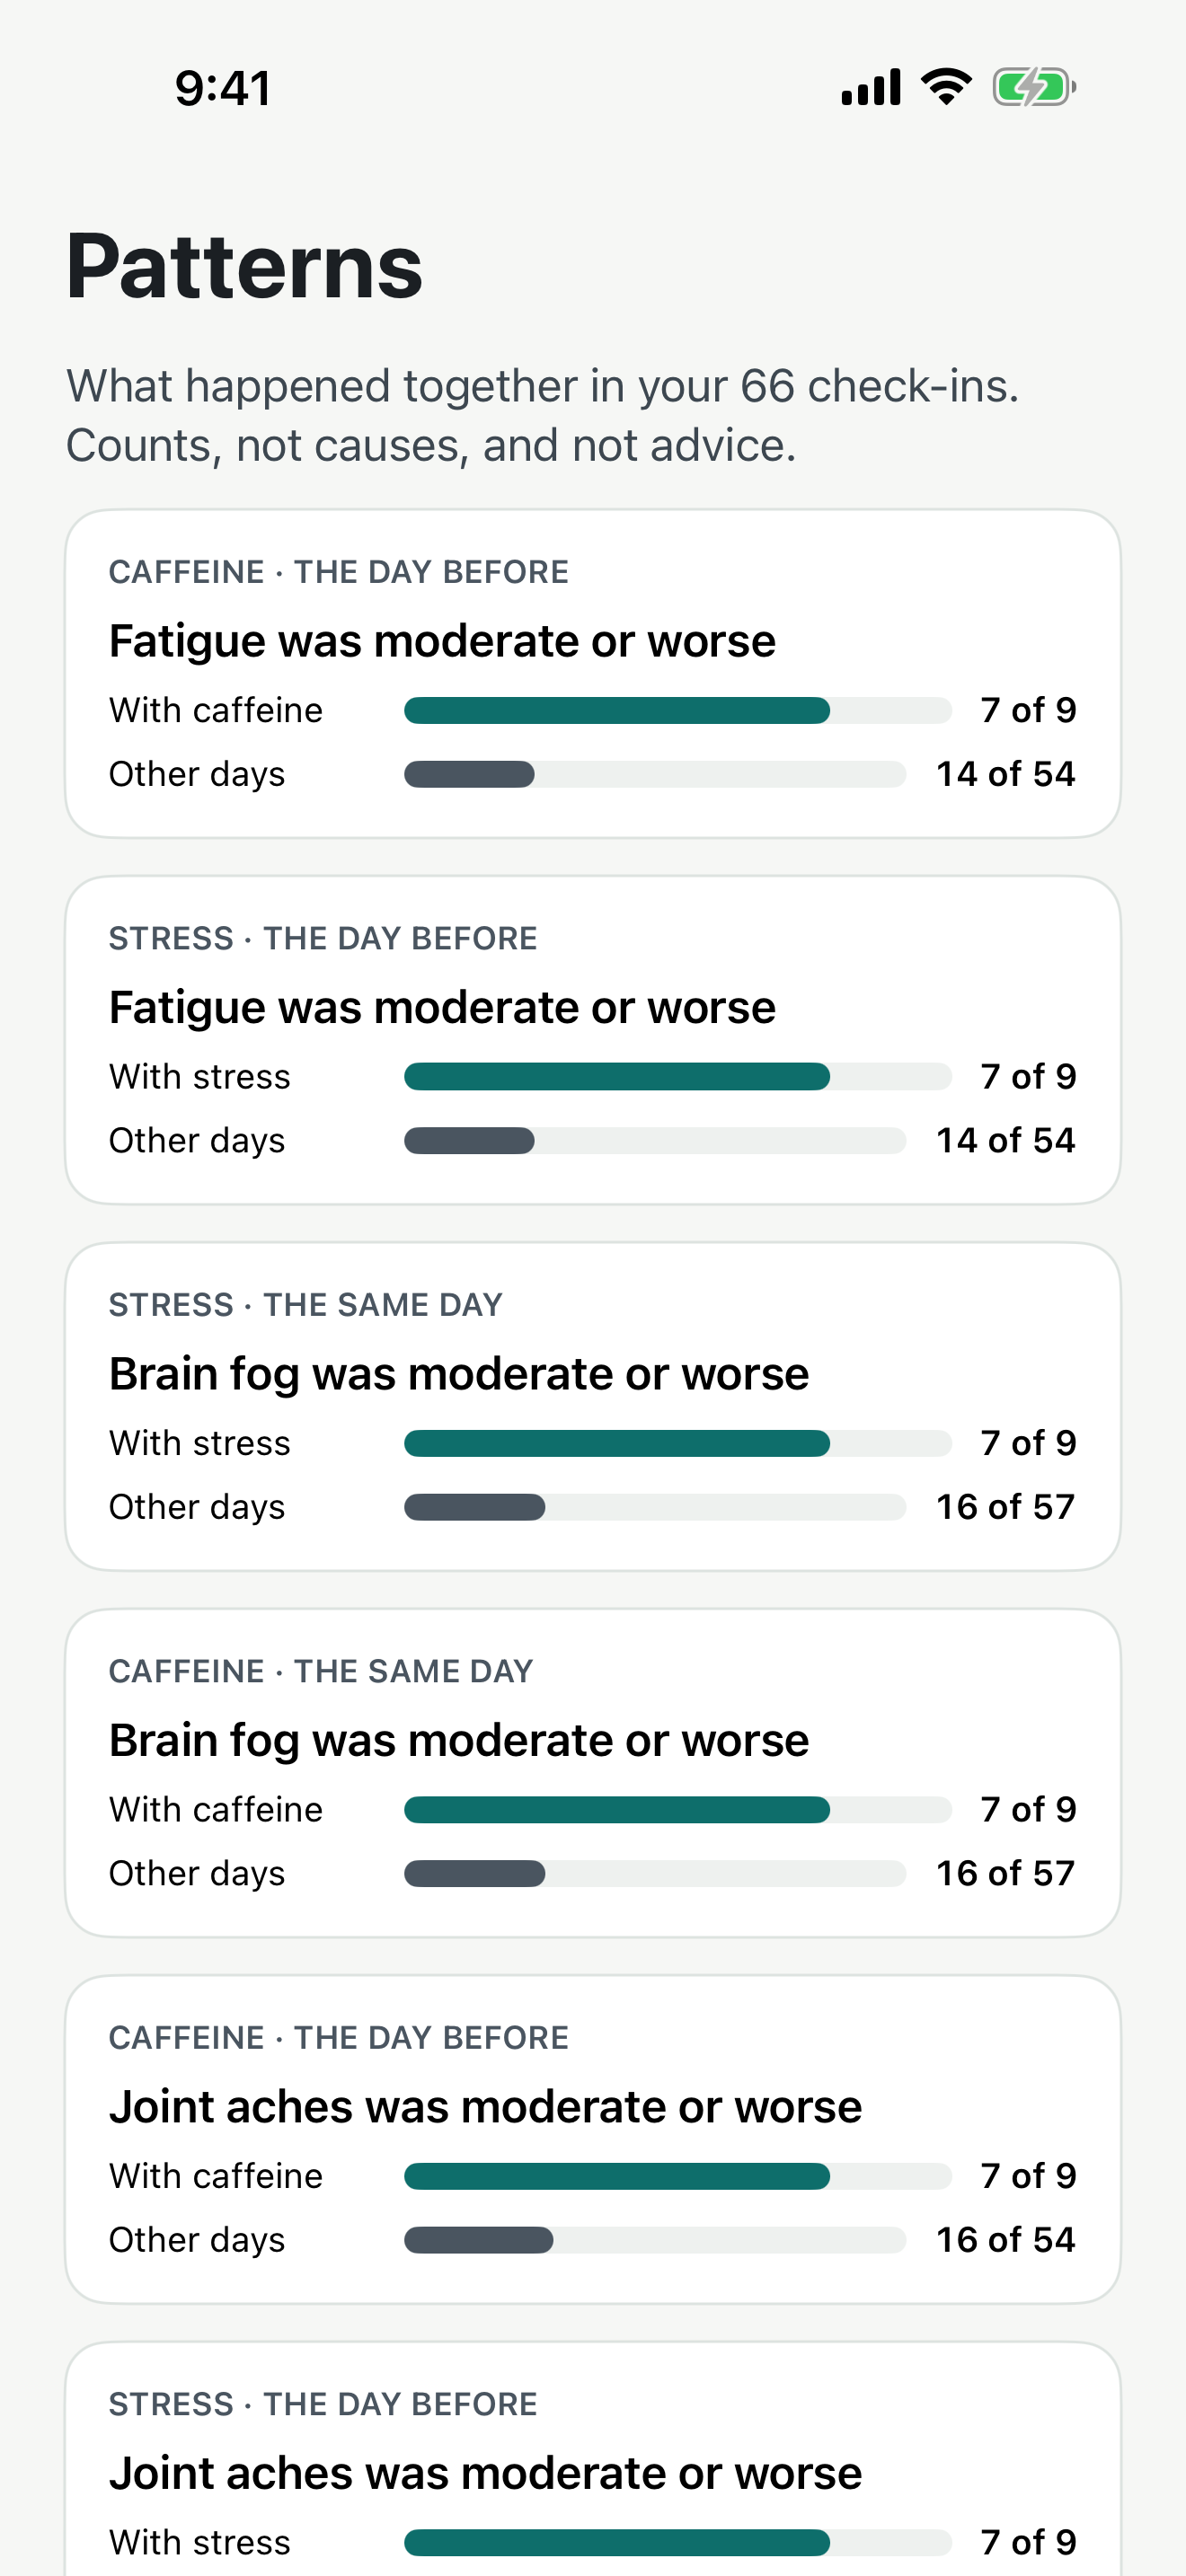 9:41
Patterns
What happened together in your 66 check-ins.
Counts, not causes, and not advice.
CAFFEINE · THE DAY BEFORE
Fatigue was moderate or worse
With caffeine 7 of 9
Other days 14 of 54
STRESS · THE DAY BEFORE
Fatigue was moderate or worse
With stress 7 of 9
Other days 14 of 54
STRESS · THE SAME DAY
Brain fog was moderate or worse
With stress 7 of 9
Other days 16 of 57
CAFFEINE · THE SAME DAY
Brain fog was moderate or worse
With caffeine 7 of 9
Other days 16 of 57
CAFFEINE · THE DAY BEFORE
Joint aches was moderate or worse
With caffeine 7 of 9
Other days 16 of 54
STRESS · THE DAY BEFORE
Joint aches was moderate or worse
With stress 7 of 9